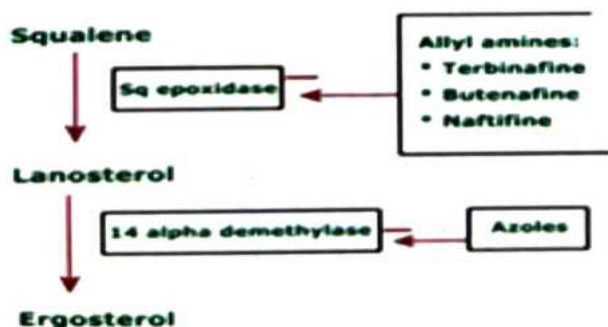 Squalene
Sq epoxidase
Allyl amines:
• Terbinafine
• Butenafine
• Naftifine
Lanosterol
14 alpha demethylase
Azoles
Ergosterol